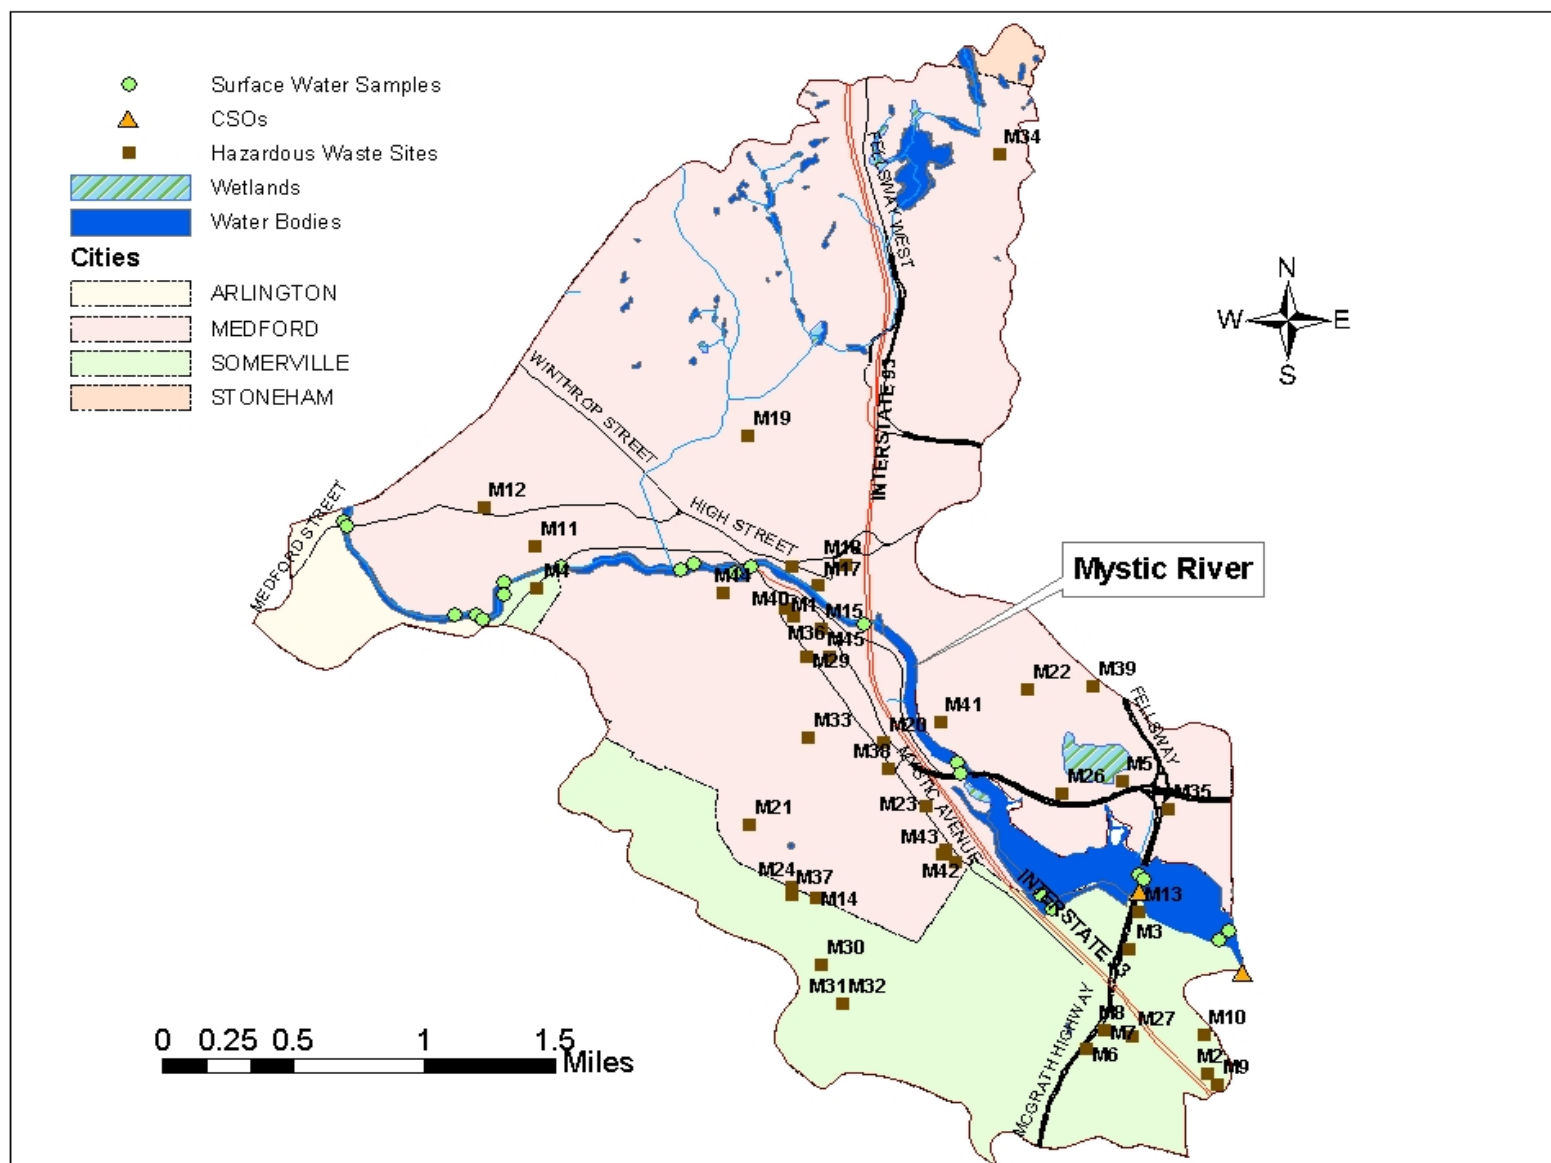 Surface Water Samples
CSOs
Hazardous Waste Sites
Wetlands
Water Bodies
Cities
ARLINGTON
MEDFORD
SOMERVILLE
STONEHAM
N
W E
S
M34
FELLSWAY WEST
INTERSTATE 93
WINTHROP STREET
M19
MEDFORD STREET
M12
HIGH STREET
M11
M4
M44
M18
M17
Mystic River
M40
M1
M15
M36
M45
M29
M22
M39
FELLSWAY
M41
M33
M20
M38
MYSTIC AVENUE
M26
M5
M35
M23
M21
M43
M42
M24
M37
M14
INTERSTATE 93
M13
M3
M30
M31
M32
MCGRATH HIGHWAY
M8
M7
M27
M10
M6
M2
M9
0 0.25 0.5 1 1.5
Miles